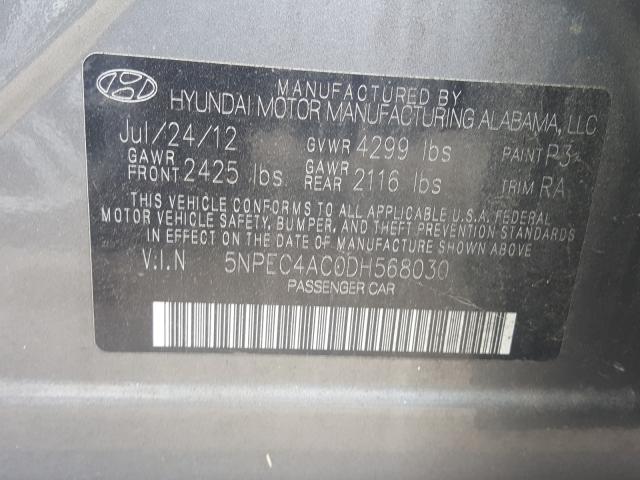 MANUFACTURED BY
HYUNDAI MOTOR MANUFACTURING ALABAMA, LLC
Jul/24/12 GVWR 4299 lbs PAINT P3
GAWR FRONT 2425 lbs GAWR REAR 2116 lbs TRIM RA
THIS VEHICLE CONFORMS TO ALL APPLICABLE U.S.A. FEDERAL
MOTOR VEHICLE SAFETY, BUMPER, AND THEFT PREVENTION
STANDARDS IN EFFECT ON THE DATE OF MANUFACTURE SHOWN ABOVE
V.I.N 5NPEC4AC0DH568030
PASSENGER CAR